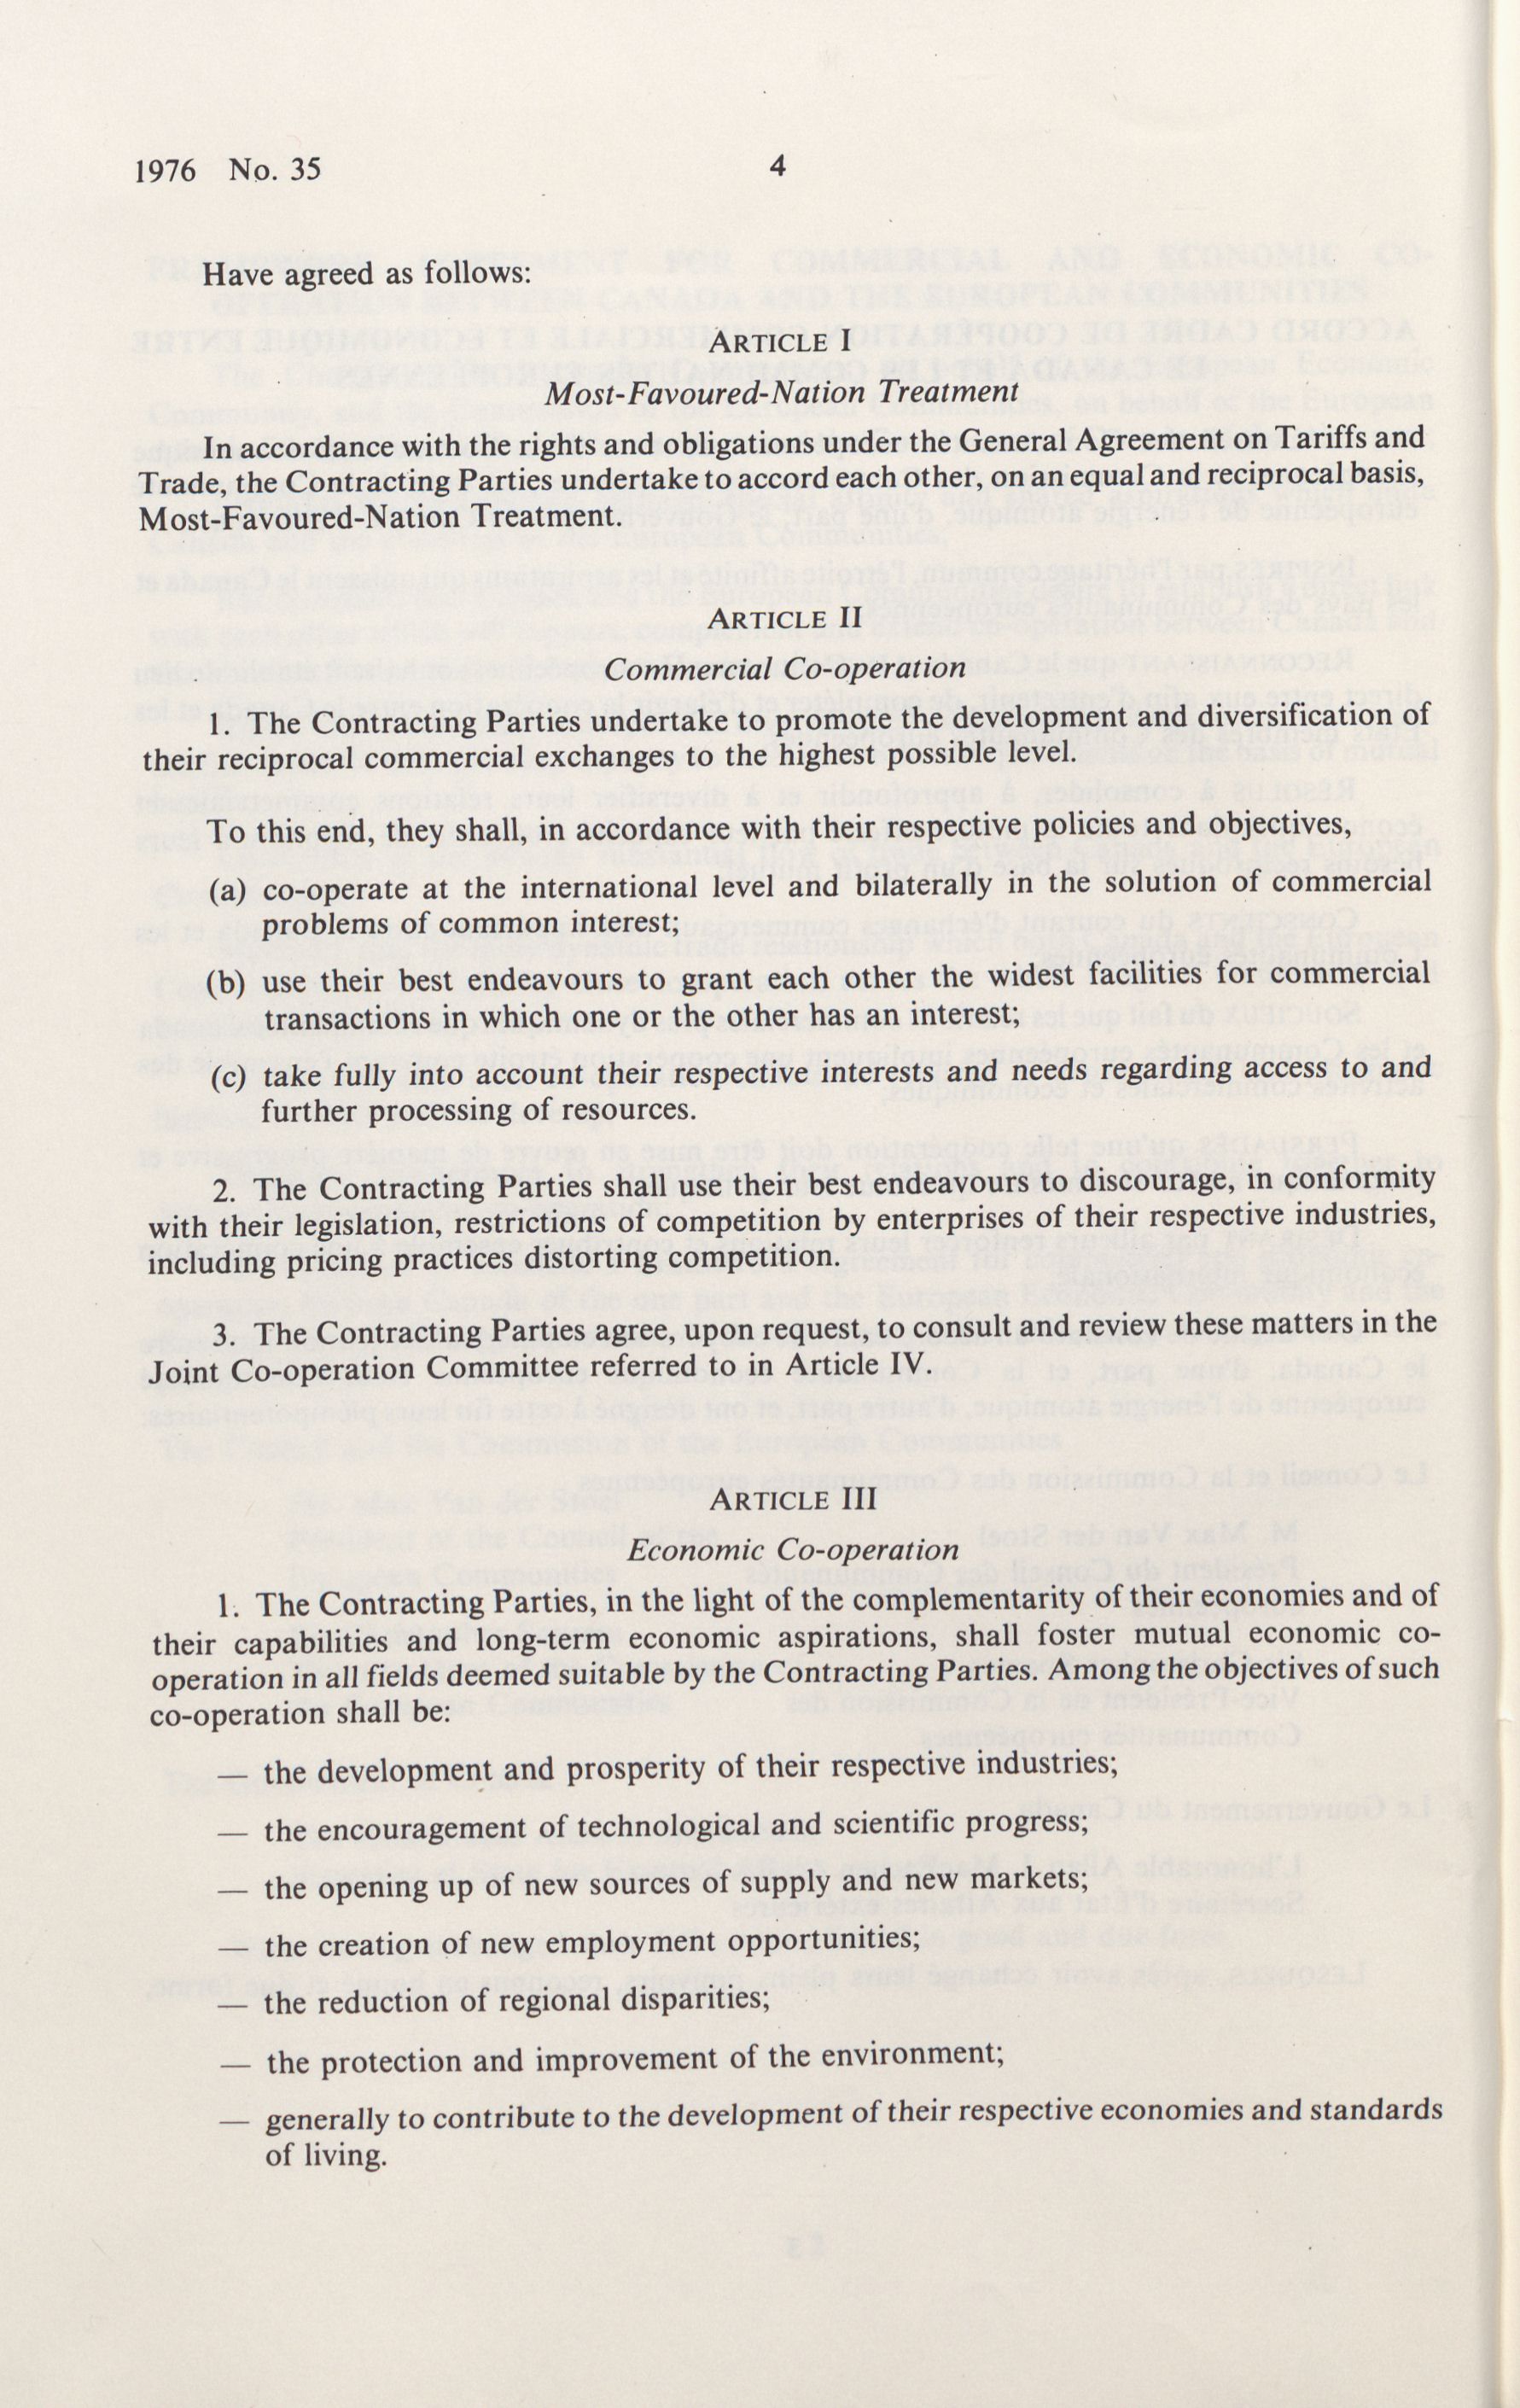 1976 No. 35
4
Have agreed as follows:
ARTICLE I
Most-Favoured-Nation Treatment
In accordance with the rights and obligations under the General Agreement on Tariffs and
Trade, the Contracting Parties undertake to accord each other, on an equal and reciprocal basis,
Most-Favoured-Nation Treatment.
ARTICLE II
Commercial Co-operation
1. The Contracting Parties undertake to promote the development and diversification of
their reciprocal commercial exchanges to the highest possible level.
To this end, they shall, in accordance with their respective policies and objectives,
(a) co-operate at the international level and bilaterally in the solution of commercial
problems of common interest;
(b) use their best endeavours to grant each other the widest facilities for commercial
transactions in which one or the other has an interest;
(c) take fully into account their respective interests and needs regarding access to and
further processing of resources.
2. The Contracting Parties shall use their best endeavours to discourage, in conformity
with their legislation, restrictions of competition by enterprises of their respective industries,
including pricing practices distorting competition.
3. The Contracting Parties agree, upon request, to consult and review these matters in the
Joint Co-operation Committee referred to in Article IV.
ARTICLE III
Economic Co-operation
1. The Contracting Parties, in the light of the complementarity of their economies and of
their capabilities and long-term economic aspirations, shall foster mutual economic co-
operation in all fields deemed suitable by the Contracting Parties. Among the objectives of such
co-operation shall be:
— the development and prosperity of their respective industries;
— the encouragement of technological and scientific progress;
— the opening up of new sources of supply and new markets;
— the creation of new employment opportunities;
— the reduction of regional disparities;
— the protection and improvement of the environment;
— generally to contribute to the development of their respective economies and standards
of living.